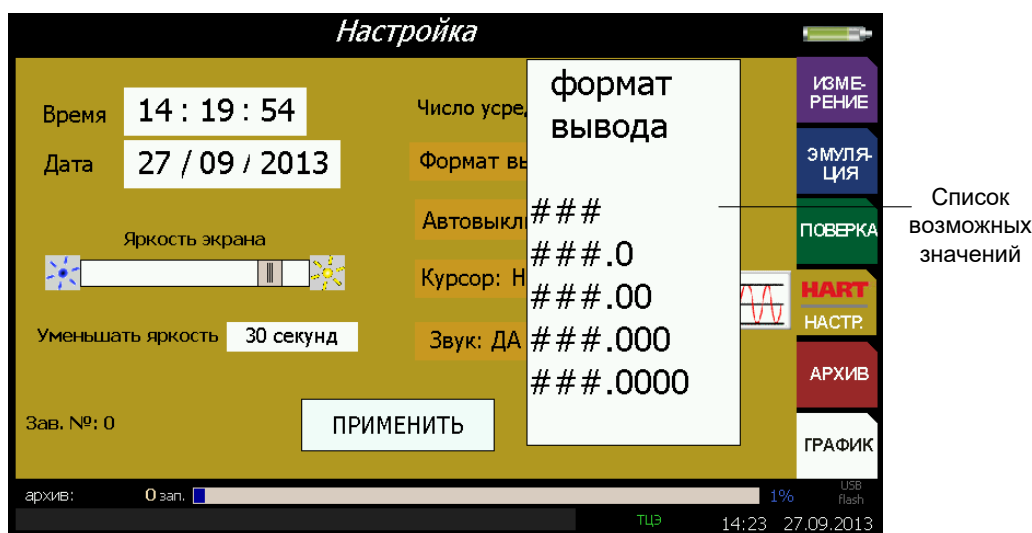 Настройка
Время 14 : 19 : 54
Дата 27 / 09 / 2013
Яркость экрана
Уменьшать яркость 30 секунд
Зав. №: 0
ПРИМЕНИТЬ
Число усред
Формат вы
Автовыкл
Курсор: Н
Звук: ДА
формат
вывода
###
###.0
###.00
###.000
###.0000
ИЗМЕ-
РЕНИЕ
ЭМУЛЯ-
ЦИЯ
ПОВЕРКА
HART
НАСТР.
АРХИВ
ГРАФИК
Список
возможных
значений
архив: 0 зап. 1% USB
flash
ТЦЭ 14:23 27.09.2013